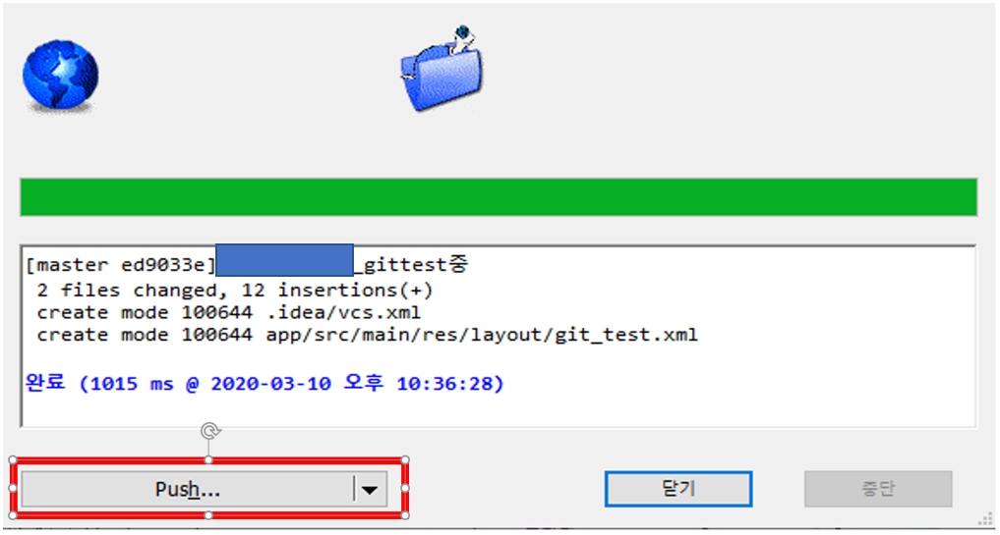 [master ed9033e] _gittest중
2 files changed, 12 insertions(+)
create mode 100644 .idea/vcs.xml
create mode 100644 app/src/main/res/layout/git_test.xml
완료 (1015 ms @ 2020-03-10 오후 10:36:28)
Push...
닫기
중단